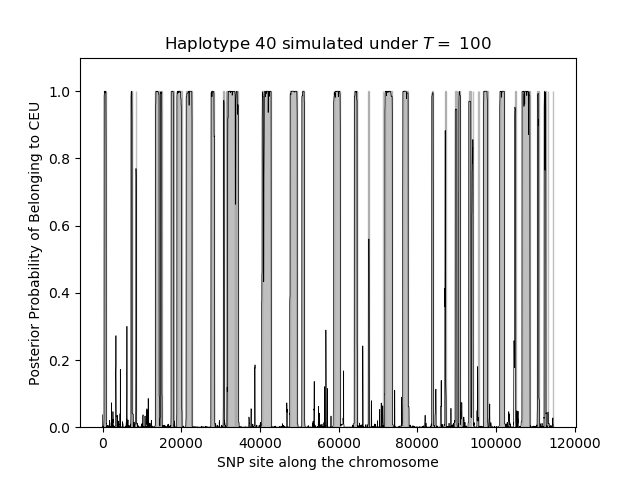 Haplotype 40 simulated under T = 100
Posterior Probability of Belonging to CEU
1.0
0.8
0.6
0.4
0.2
0.0
0 20000 40000 60000 80000 100000 120000
SNP site along the chromosome